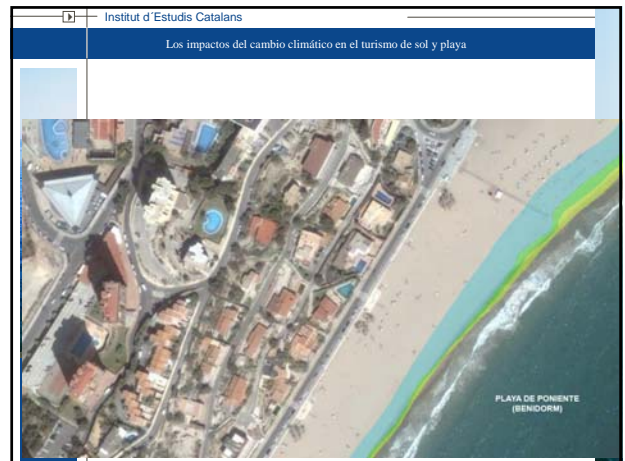 Institut d´Estudis Catalans
Los impactos del cambio climático en el turismo de sol y playa
PLAYA DE PONIENTE
(BENIDORM)